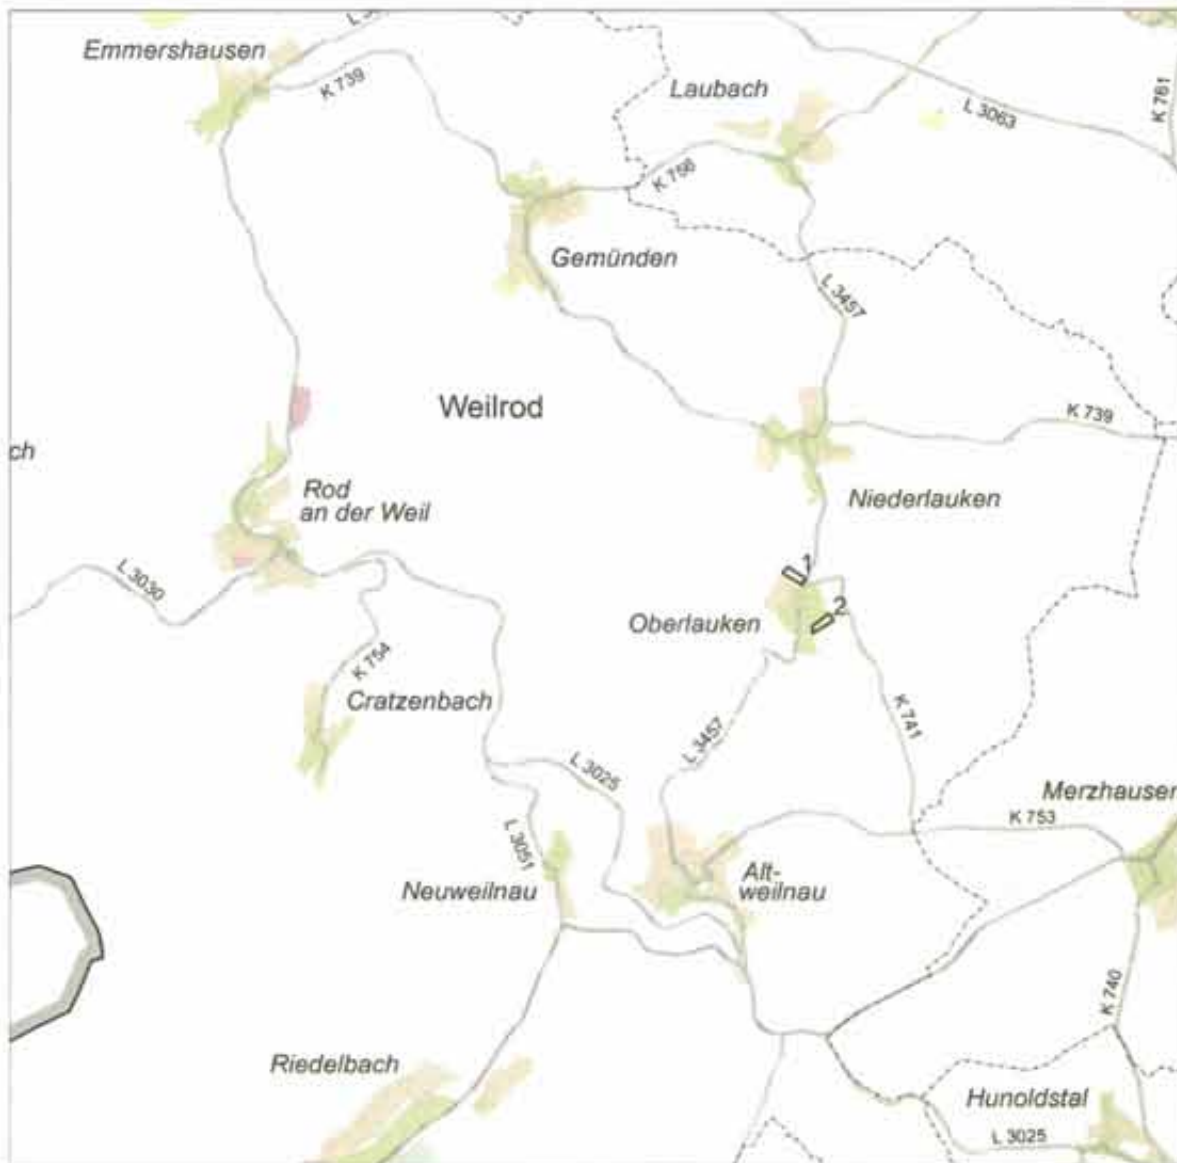 Emmershausen
K 739
Laubach
L 3063
K 761
K 756
Gemünden
L 3457
Weilrod
K 739
ch
Rod
an der Weil
Niederlauken
L 3030
1
2
Oberlauken
K 754
Cratzenbach
K 741
L 3457
L 3025
Merzhausen
K 753
L 3051
Neuweilnau
Alt-
weilnau
K 740
Riedelbach
Hunoldstal
L 3025